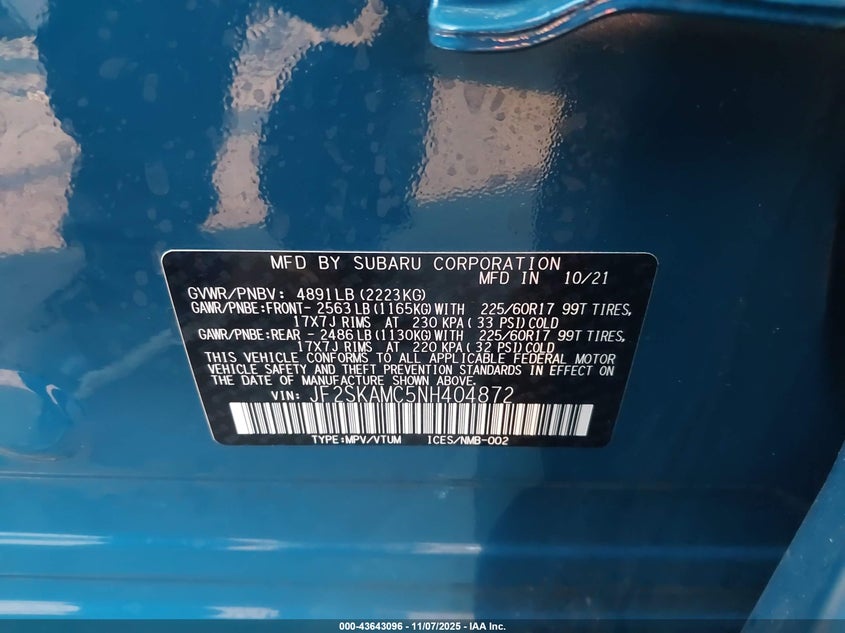 MFD BY SUBARU CORPORATION
MFD IN 10/21
GVWR/PNBV: 4891LB (2223KG)
GAWR/PNBE:FRONT- 2563LB (1165KG)WITH 225/60R17 99T TIRES,
17X7J RIMS AT 230 KPA( 33 PSI)COLD
GAWR/PNBE:REAR - 2486LB (1130KG)WITH 225/60R17 99T TIRES,
17X7J RIMS AT 220 KPA( 32 PSI)COLD
THIS VEHICLE CONFORMS TO ALL APPLICABLE FEDERAL MOTOR
VEHICLE SAFETY AND THEFT PREVENTION STANDARDS IN EFFECT ON
THE DATE OF MANUFACTURE SHOWN ABOVE.
VIN: JF2SKAMC5NH404872
TYPE:MPV/VTUM ICES/NMB-002
000-43643096 - 11/07/2025 - IAA Inc.